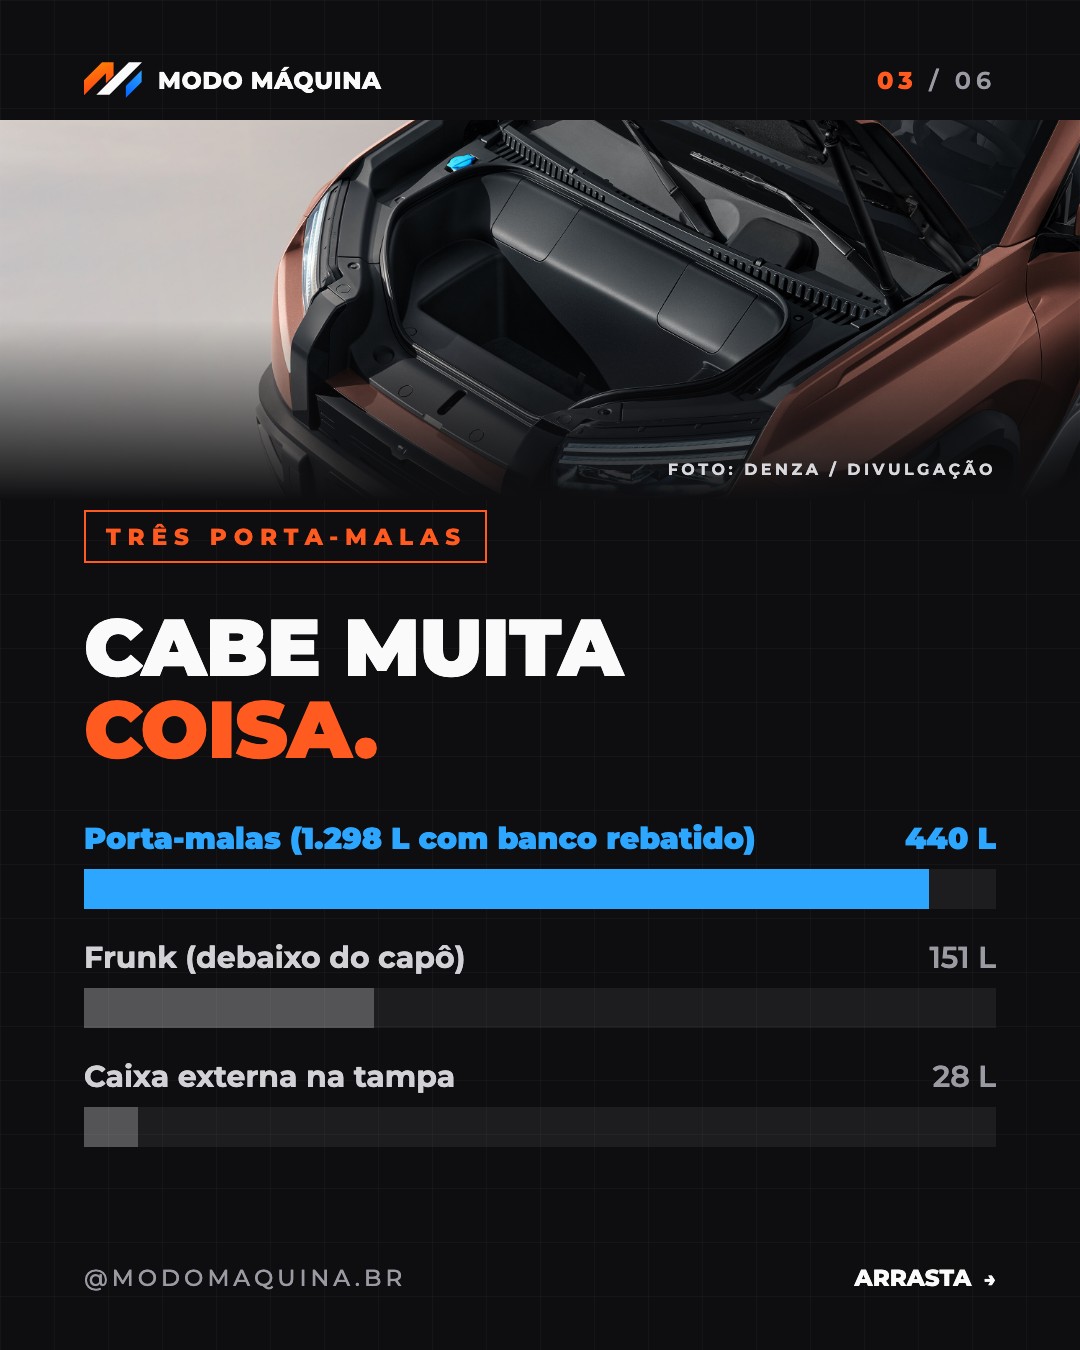 MODO MÁQUINA
03 / 06
FOTO: DENZA / DIVULGAÇÃO
TRÊS PORTA-MALAS
CABE MUITA
COISA.
Porta-malas (1.298 L com banco rebatido) 440 L
Frunk (debaixo do capô) 151 L
Caixa externa na tampa 28 L
@MODOMAQUINA.BR
ARRASTA →